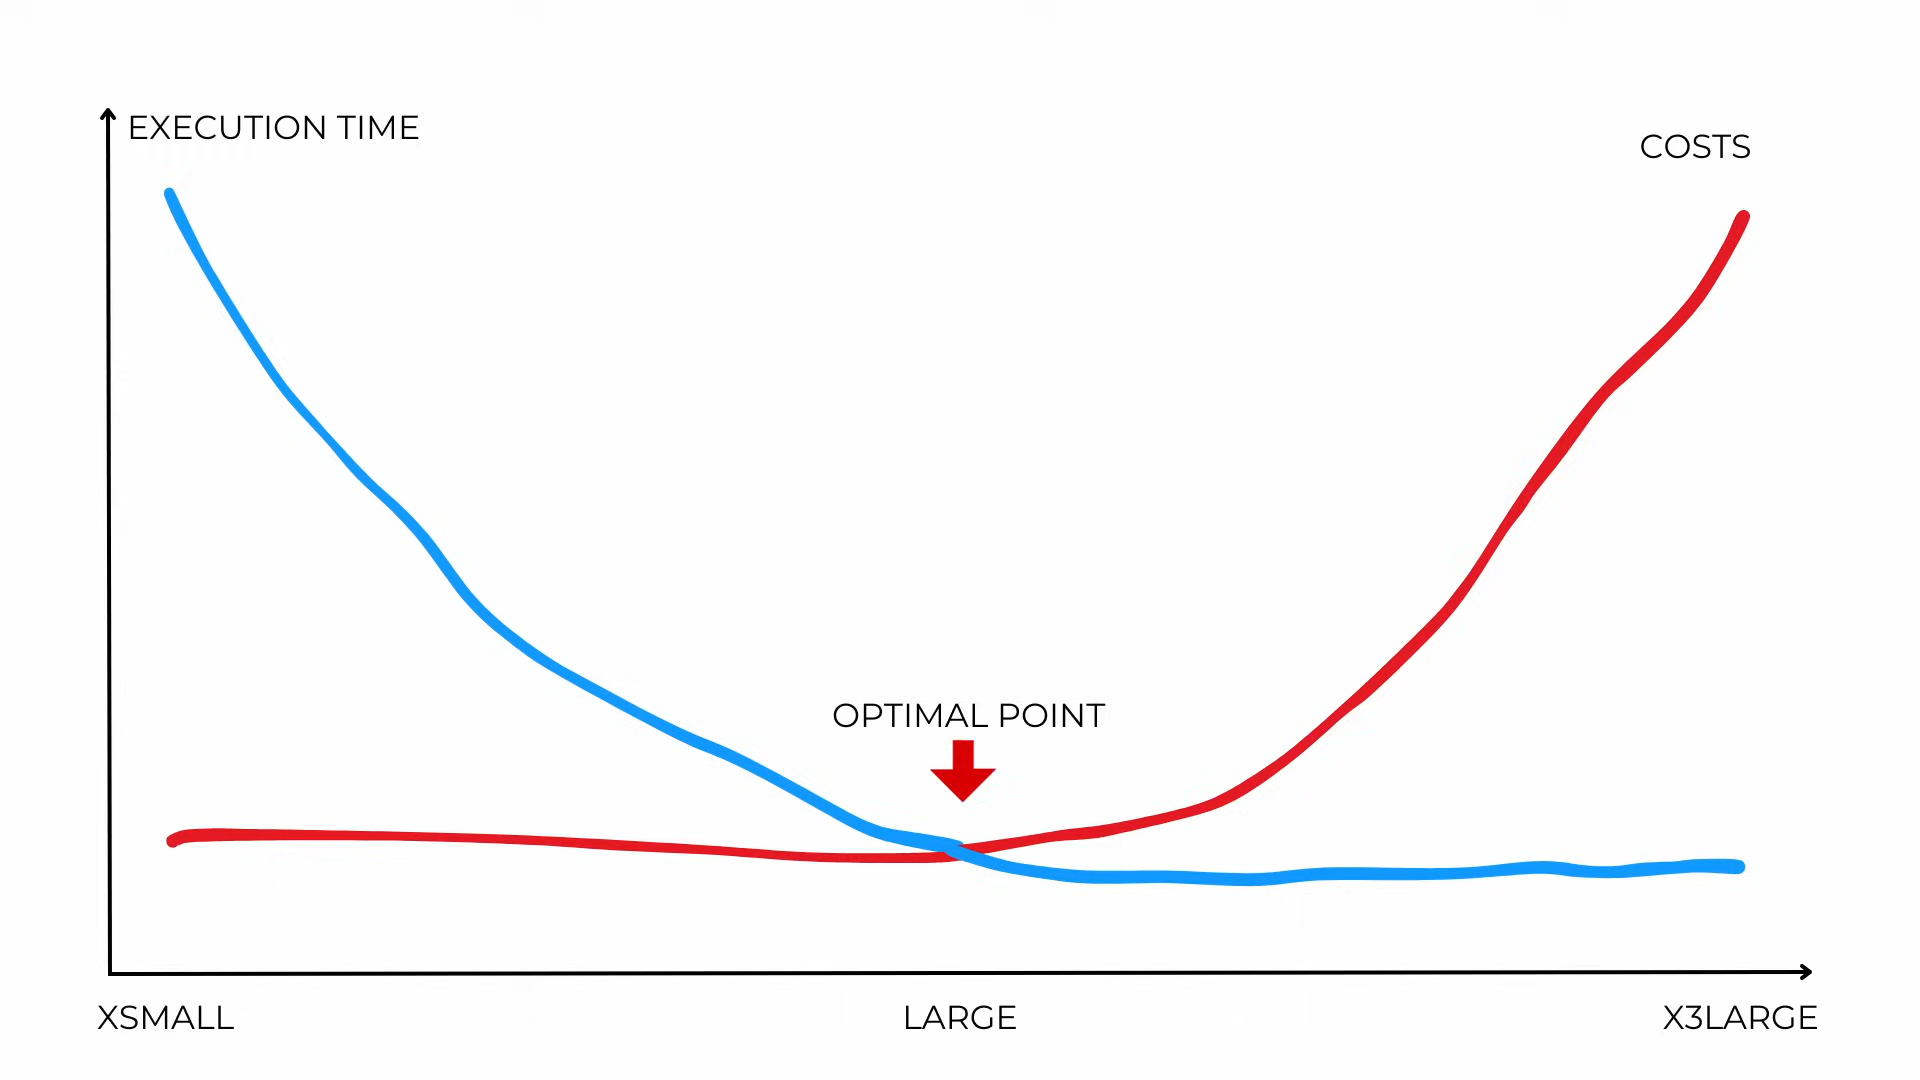 EXECUTION TIME
COSTS
OPTIMAL POINT
XSMALL
LARGE
X3LARGE